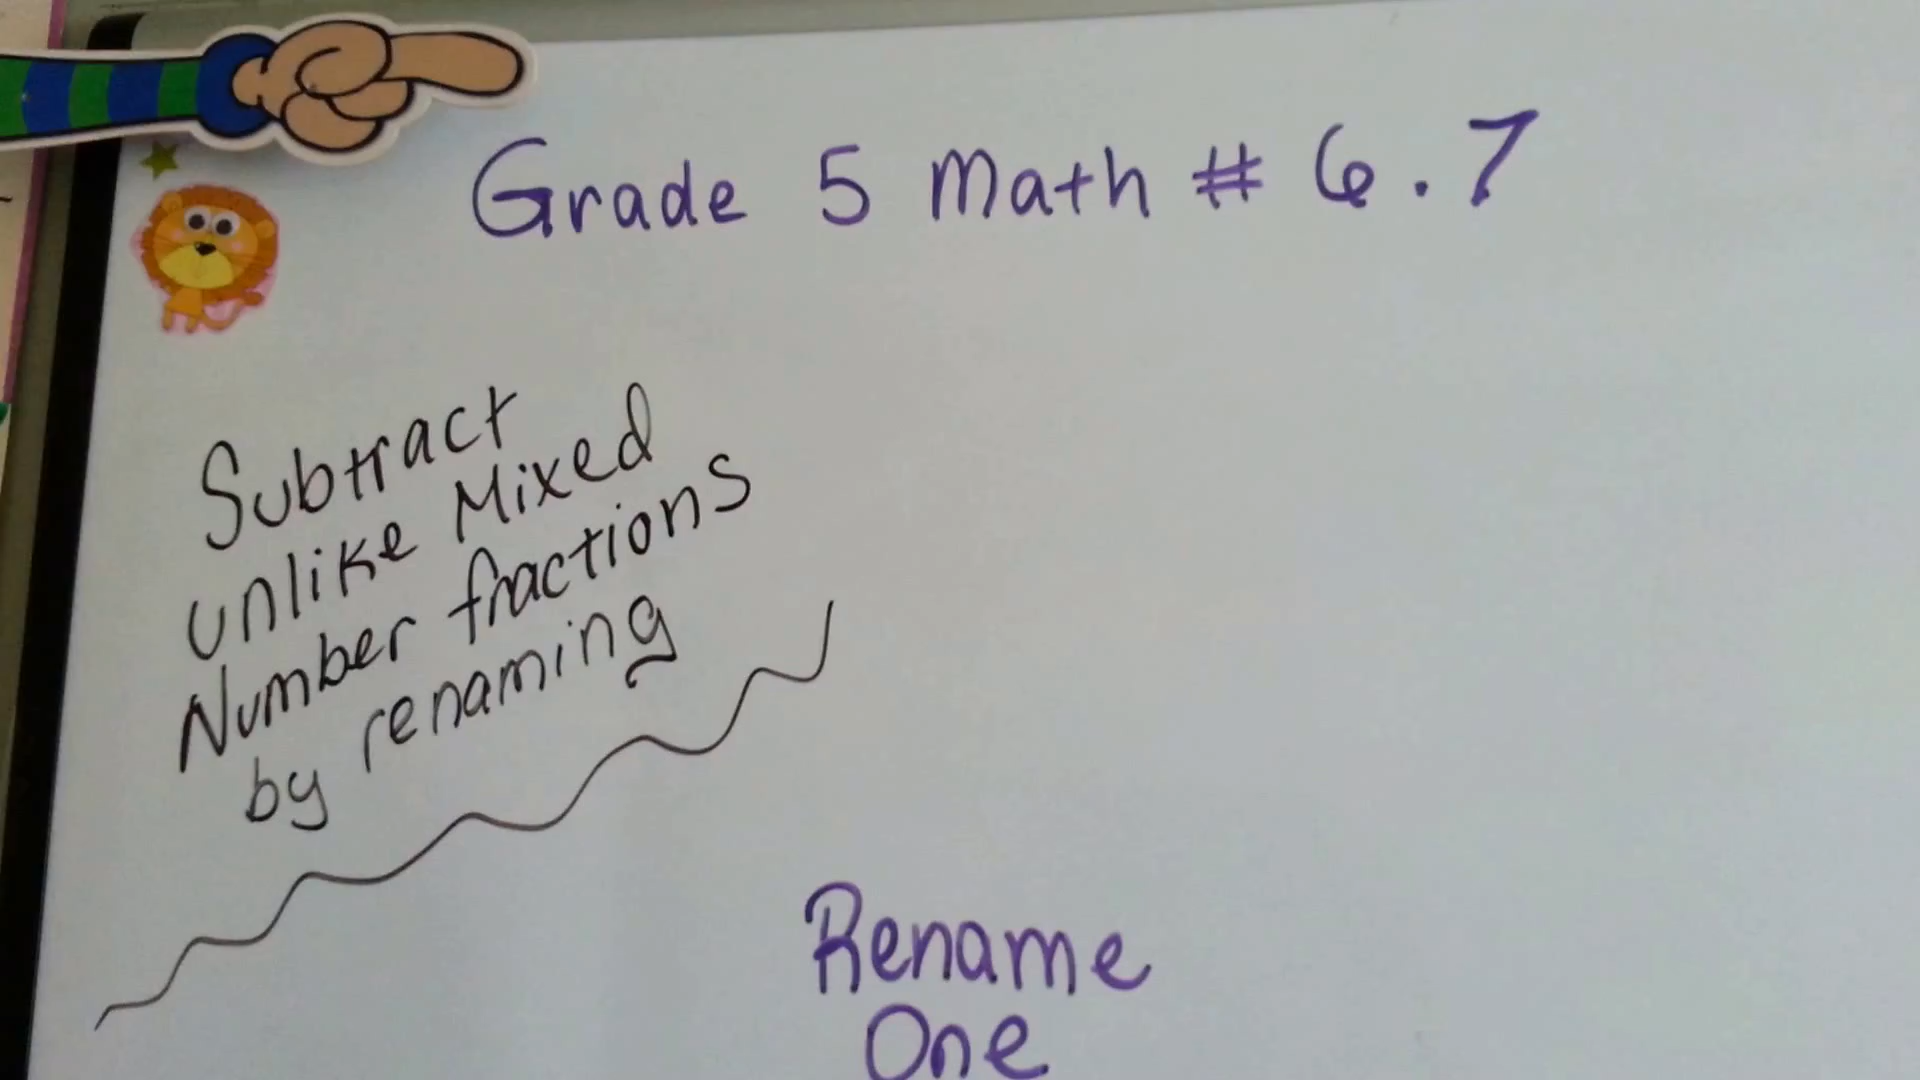 Grade 5 Math # 6.7
Subtract
unlike Mixed
Number fractions
by renaming
Rename
One